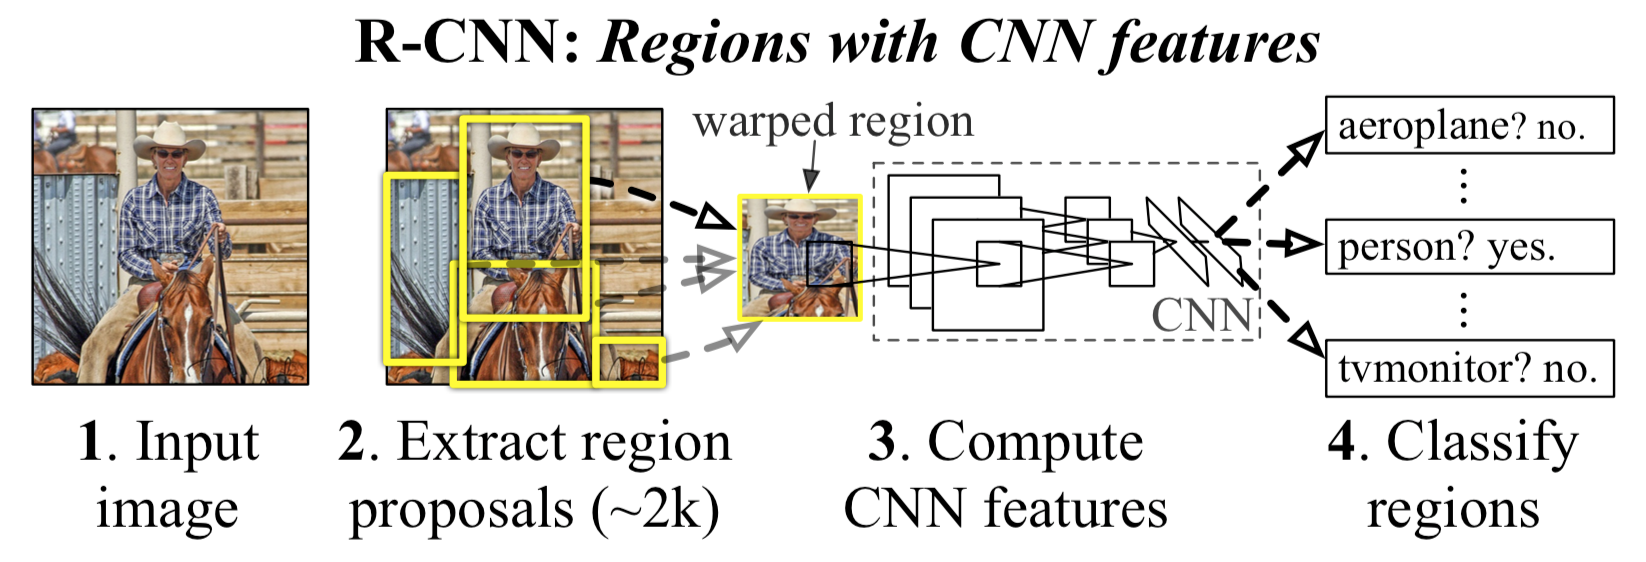 R-CNN: Regions with CNN features
warped region
aeroplane? no.
person? yes.
tvmonitor? no.
CNN
1. Input
image
2. Extract region
proposals (~2k)
3. Compute
CNN features
4. Classify
regions